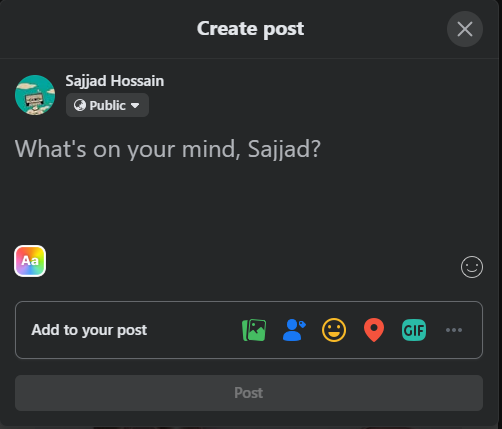 Create post
Sajjad Hossain
Public
What's on your mind, Sajjad?
Aa
Add to your post
GIF
Post